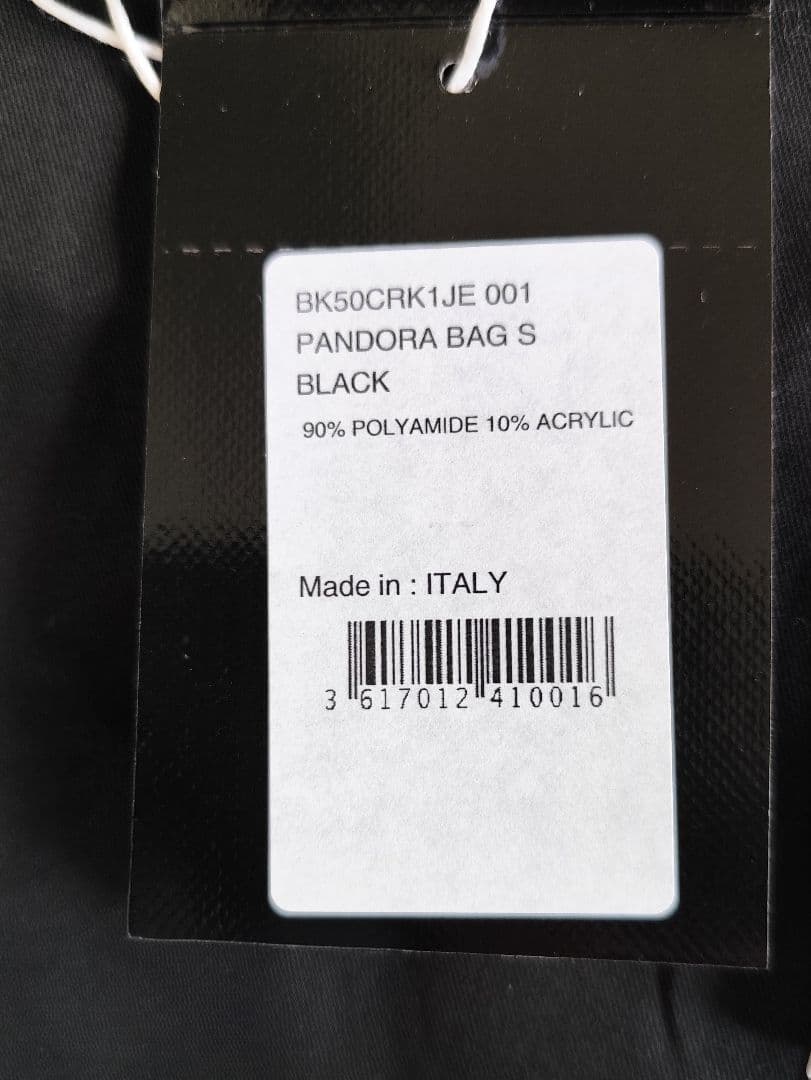 BK50CRK1JE 001
PANDORA BAG S
BLACK
90% POLYAMIDE 10% ACRYLIC
Made in : ITALY
3 617012 410016